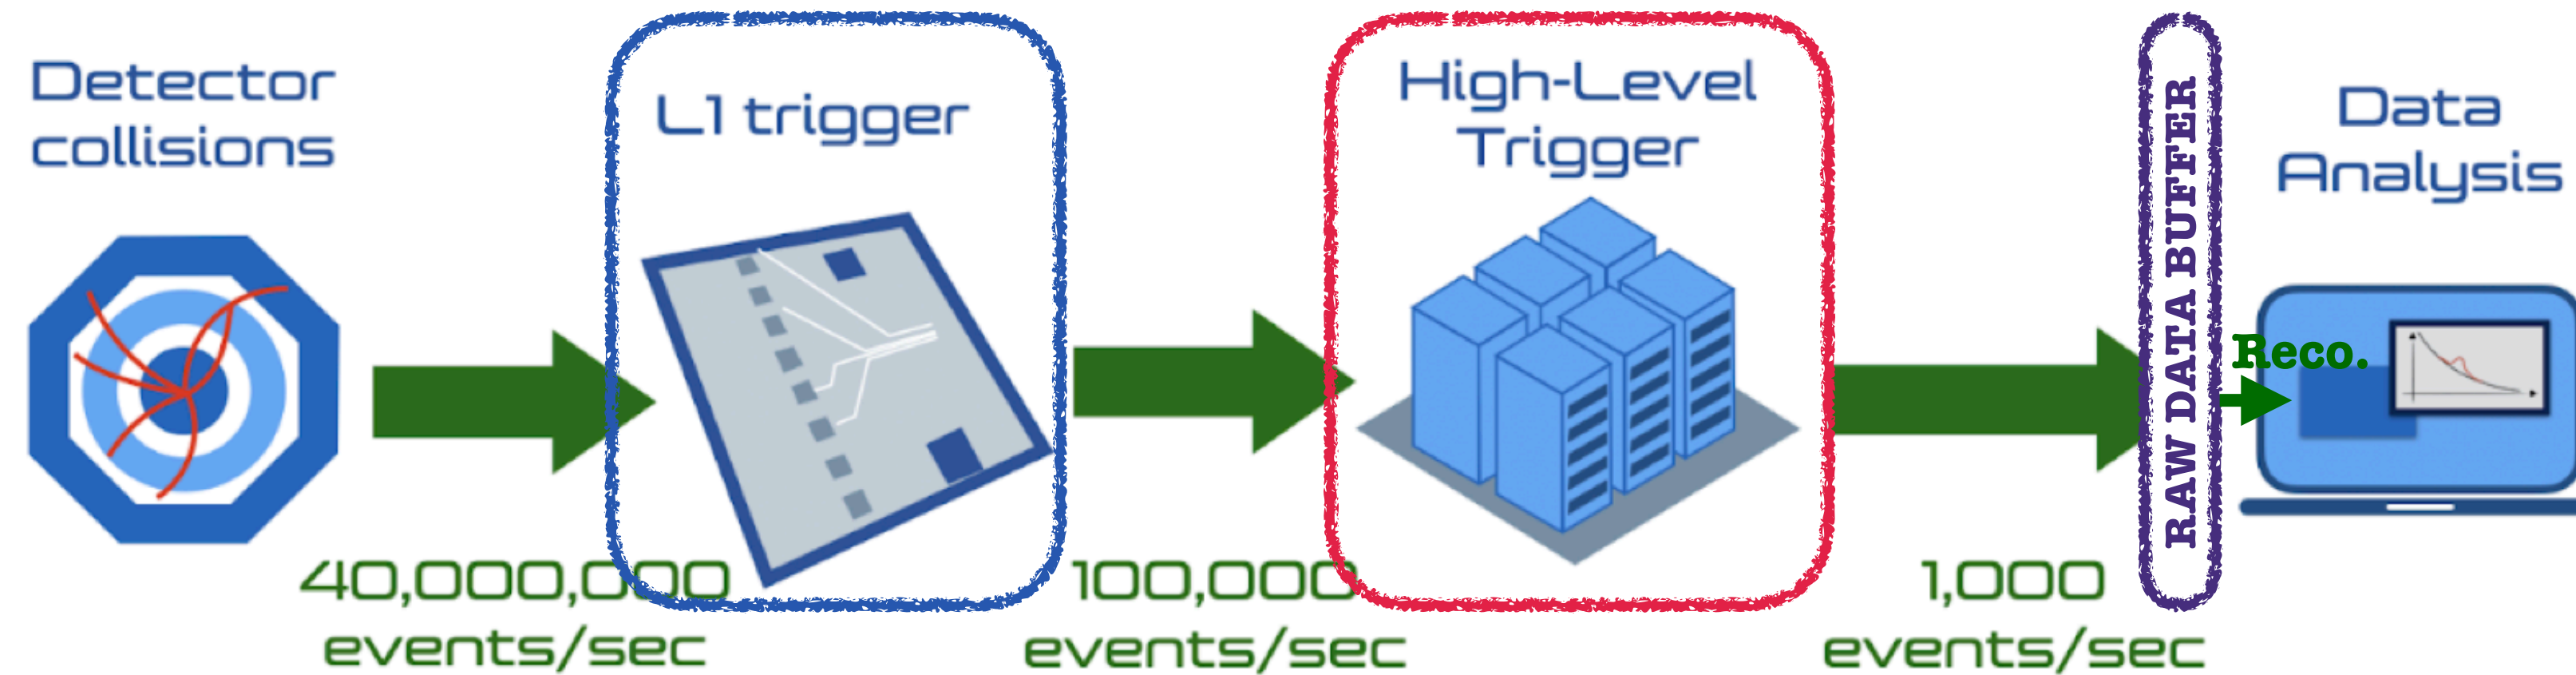 Detector
collisions
L1 trigger
High-Level
Trigger
RAW DATA BUFFER
Data
Analysis
Reco.
40,000,000
events/sec
100,000
events/sec
1,000
events/sec